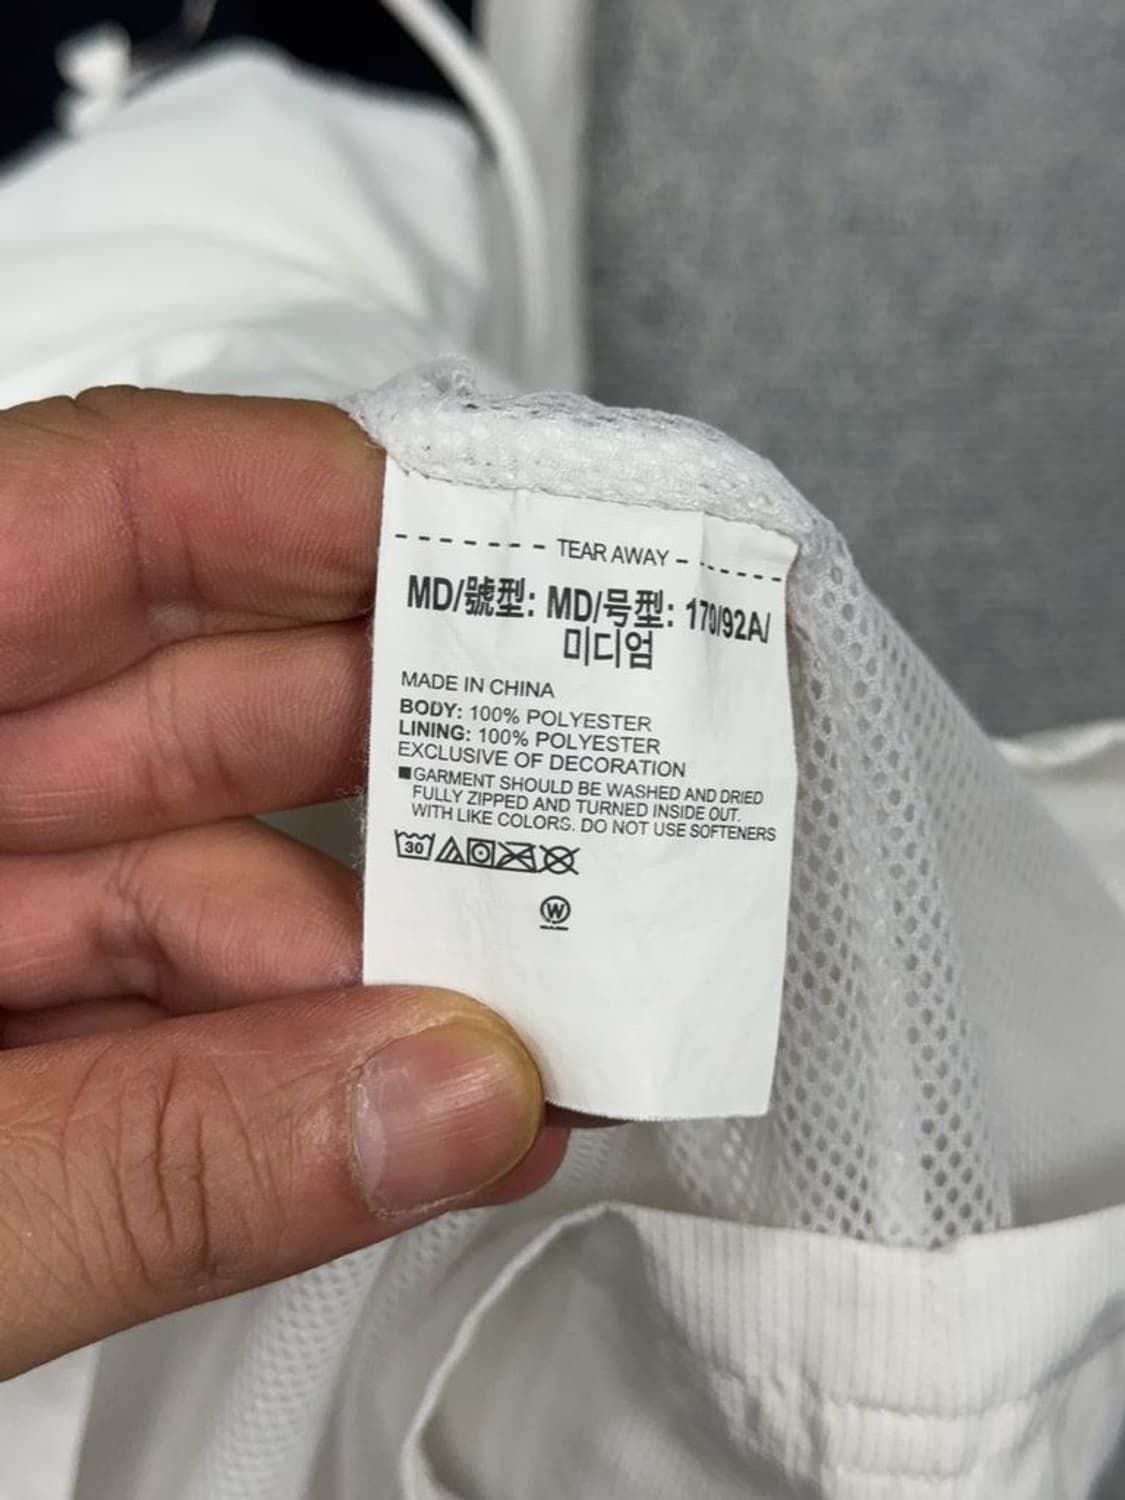 TEAR AWAY
MD/號型: MD/号型: 170/92A/
미디엄
MADE IN CHINA
BODY: 100% POLYESTER
LINING: 100% POLYESTER
EXCLUSIVE OF DECORATION
■GARMENT SHOULD BE WASHED AND DRIED
FULLY ZIPPED AND TURNED INSIDE OUT.
WITH LIKE COLORS. DO NOT USE SOFTENERS
30
W